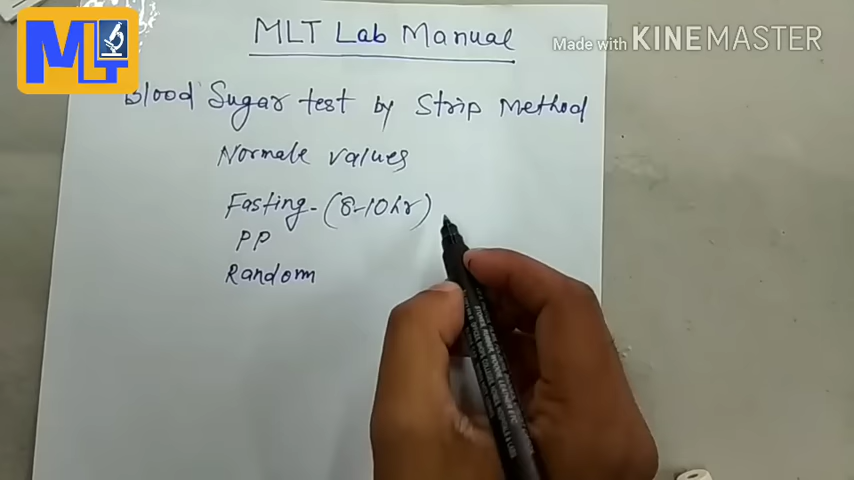 MLT Lab Manual
Made with KINEMASTER
MLT
Blood Sugar test by Strip Method
Normale values
Fasting - (8-10hr)
PP
Random